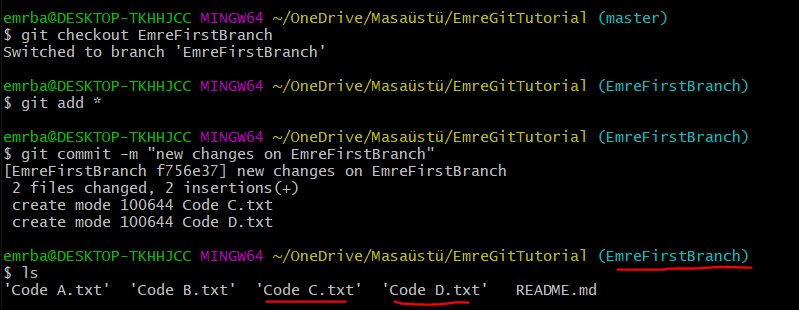 emrba@DESKTOP-TKHHJCC MINGW64 ~/OneDrive/Masaüstü/EmreGitTutorial (master)
$ git checkout EmreFirstBranch
Switched to branch 'EmreFirstBranch'
emrba@DESKTOP-TKHHJCC MINGW64 ~/OneDrive/Masaüstü/EmreGitTutorial (EmreFirstBranch)
$ git add *
emrba@DESKTOP-TKHHJCC MINGW64 ~/OneDrive/Masaüstü/EmreGitTutorial (EmreFirstBranch)
$ git commit -m "new changes on EmreFirstBranch"
[EmreFirstBranch f756e37] new changes on EmreFirstBranch
 2 files changed, 2 insertions(+)
 create mode 100644 Code C.txt
 create mode 100644 Code D.txt
emrba@DESKTOP-TKHHJCC MINGW64 ~/OneDrive/Masaüstü/EmreGitTutorial (EmreFirstBranch)
$ ls
'Code A.txt'  'Code B.txt'  'Code C.txt'  'Code D.txt'   README.md